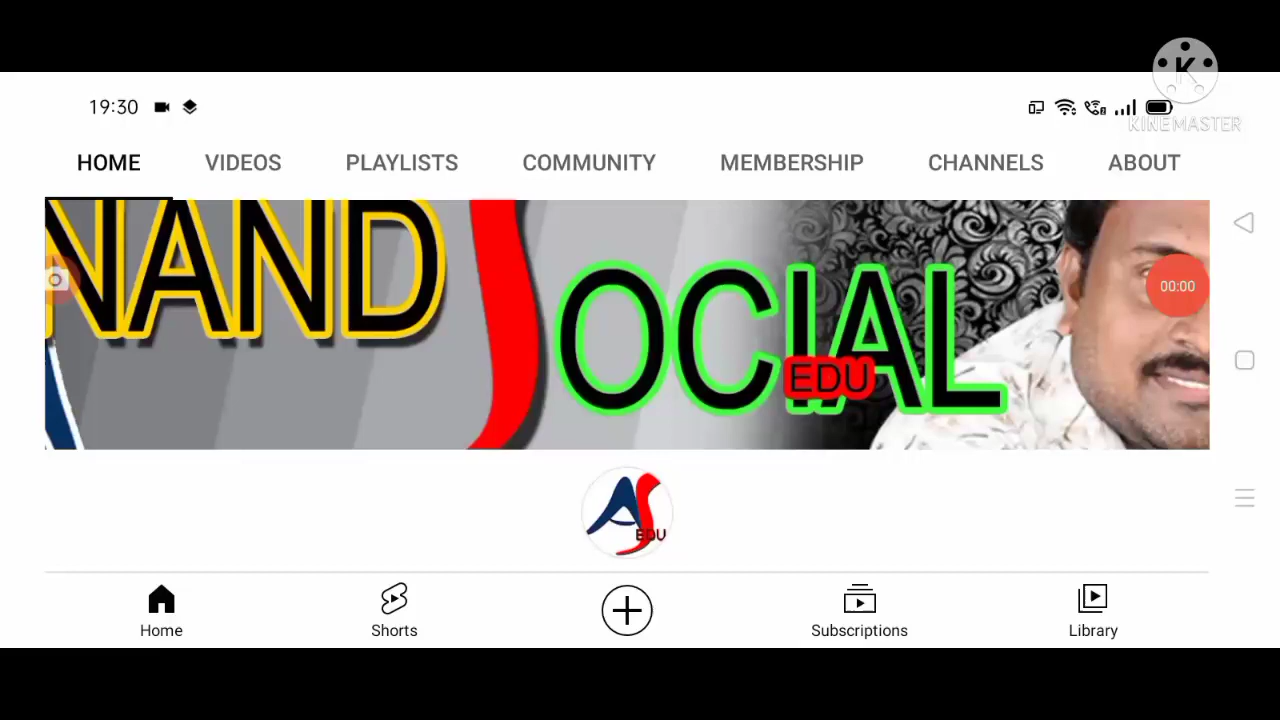 19:30
KINEMASTER
HOME VIDEOS PLAYLISTS COMMUNITY MEMBERSHIP CHANNELS ABOUT
NAND SOCIAL
EDU
00:00
AS
EDU
Home Shorts Subscriptions Library